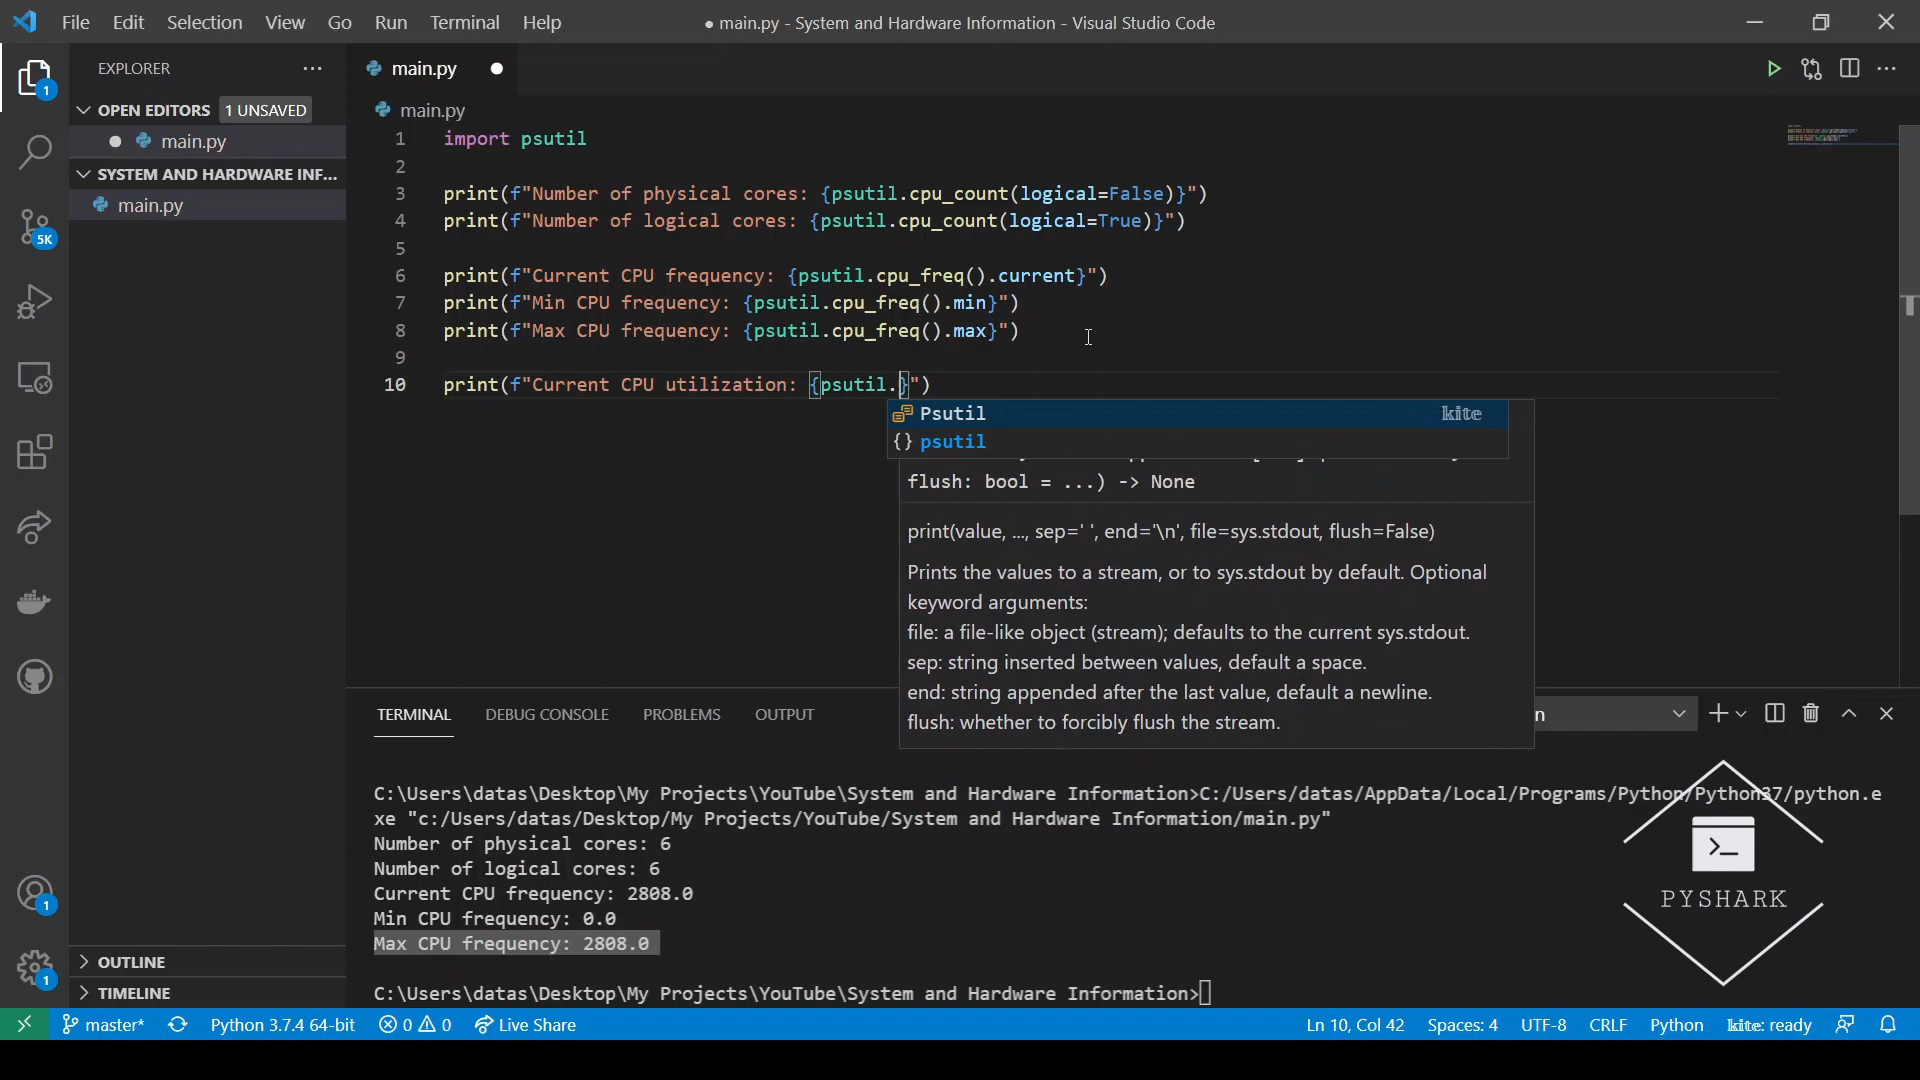 File Edit Selection View Go Run Terminal Help
● main.py - System and Hardware Information - Visual Studio Code
EXPLORER
OPEN EDITORS 1 UNSAVED
main.py
SYSTEM AND HARDWARE INF...
main.py
OUTLINE
TIMELINE
1
5K
1
1
main.py
main.py
1 import psutil
2
3 print(f"Number of physical cores: {psutil.cpu_count(logical=False)}")
4 print(f"Number of logical cores: {psutil.cpu_count(logical=True)}")
5
6 print(f"Current CPU frequency: {psutil.cpu_freq().current}")
7 print(f"Min CPU frequency: {psutil.cpu_freq().min}")
8 print(f"Max CPU frequency: {psutil.cpu_freq().max}")
9
10 print(f"Current CPU utilization: {psutil.}")
Psutil kite
{} psutil
flush: bool = ...) -> None
print(value, ..., sep=' ', end='\n', file=sys.stdout, flush=False)
Prints the values to a stream, or to sys.stdout by default. Optional
keyword arguments:
file: a file-like object (stream); defaults to the current sys.stdout.
sep: string inserted between values, default a space.
end: string appended after the last value, default a newline.
flush: whether to forcibly flush the stream.
TERMINAL DEBUG CONSOLE PROBLEMS OUTPUT
n
C:\Users\datas\Desktop\My Projects\YouTube\System and Hardware Information>C:/Users/datas/AppData/Local/Programs/Python/Python37/python.e
xe "c:/Users/datas/Desktop/My Projects/YouTube/System and Hardware Information/main.py"
Number of physical cores: 6
Number of logical cores: 6
Current CPU frequency: 2808.0
Min CPU frequency: 0.0
Max CPU frequency: 2808.0
C:\Users\datas\Desktop\My Projects\YouTube\System and Hardware Information>
PYSHARK
master* Python 3.7.4 64-bit 0 0 Live Share
Ln 10, Col 42 Spaces: 4 UTF-8 CRLF Python kite: ready